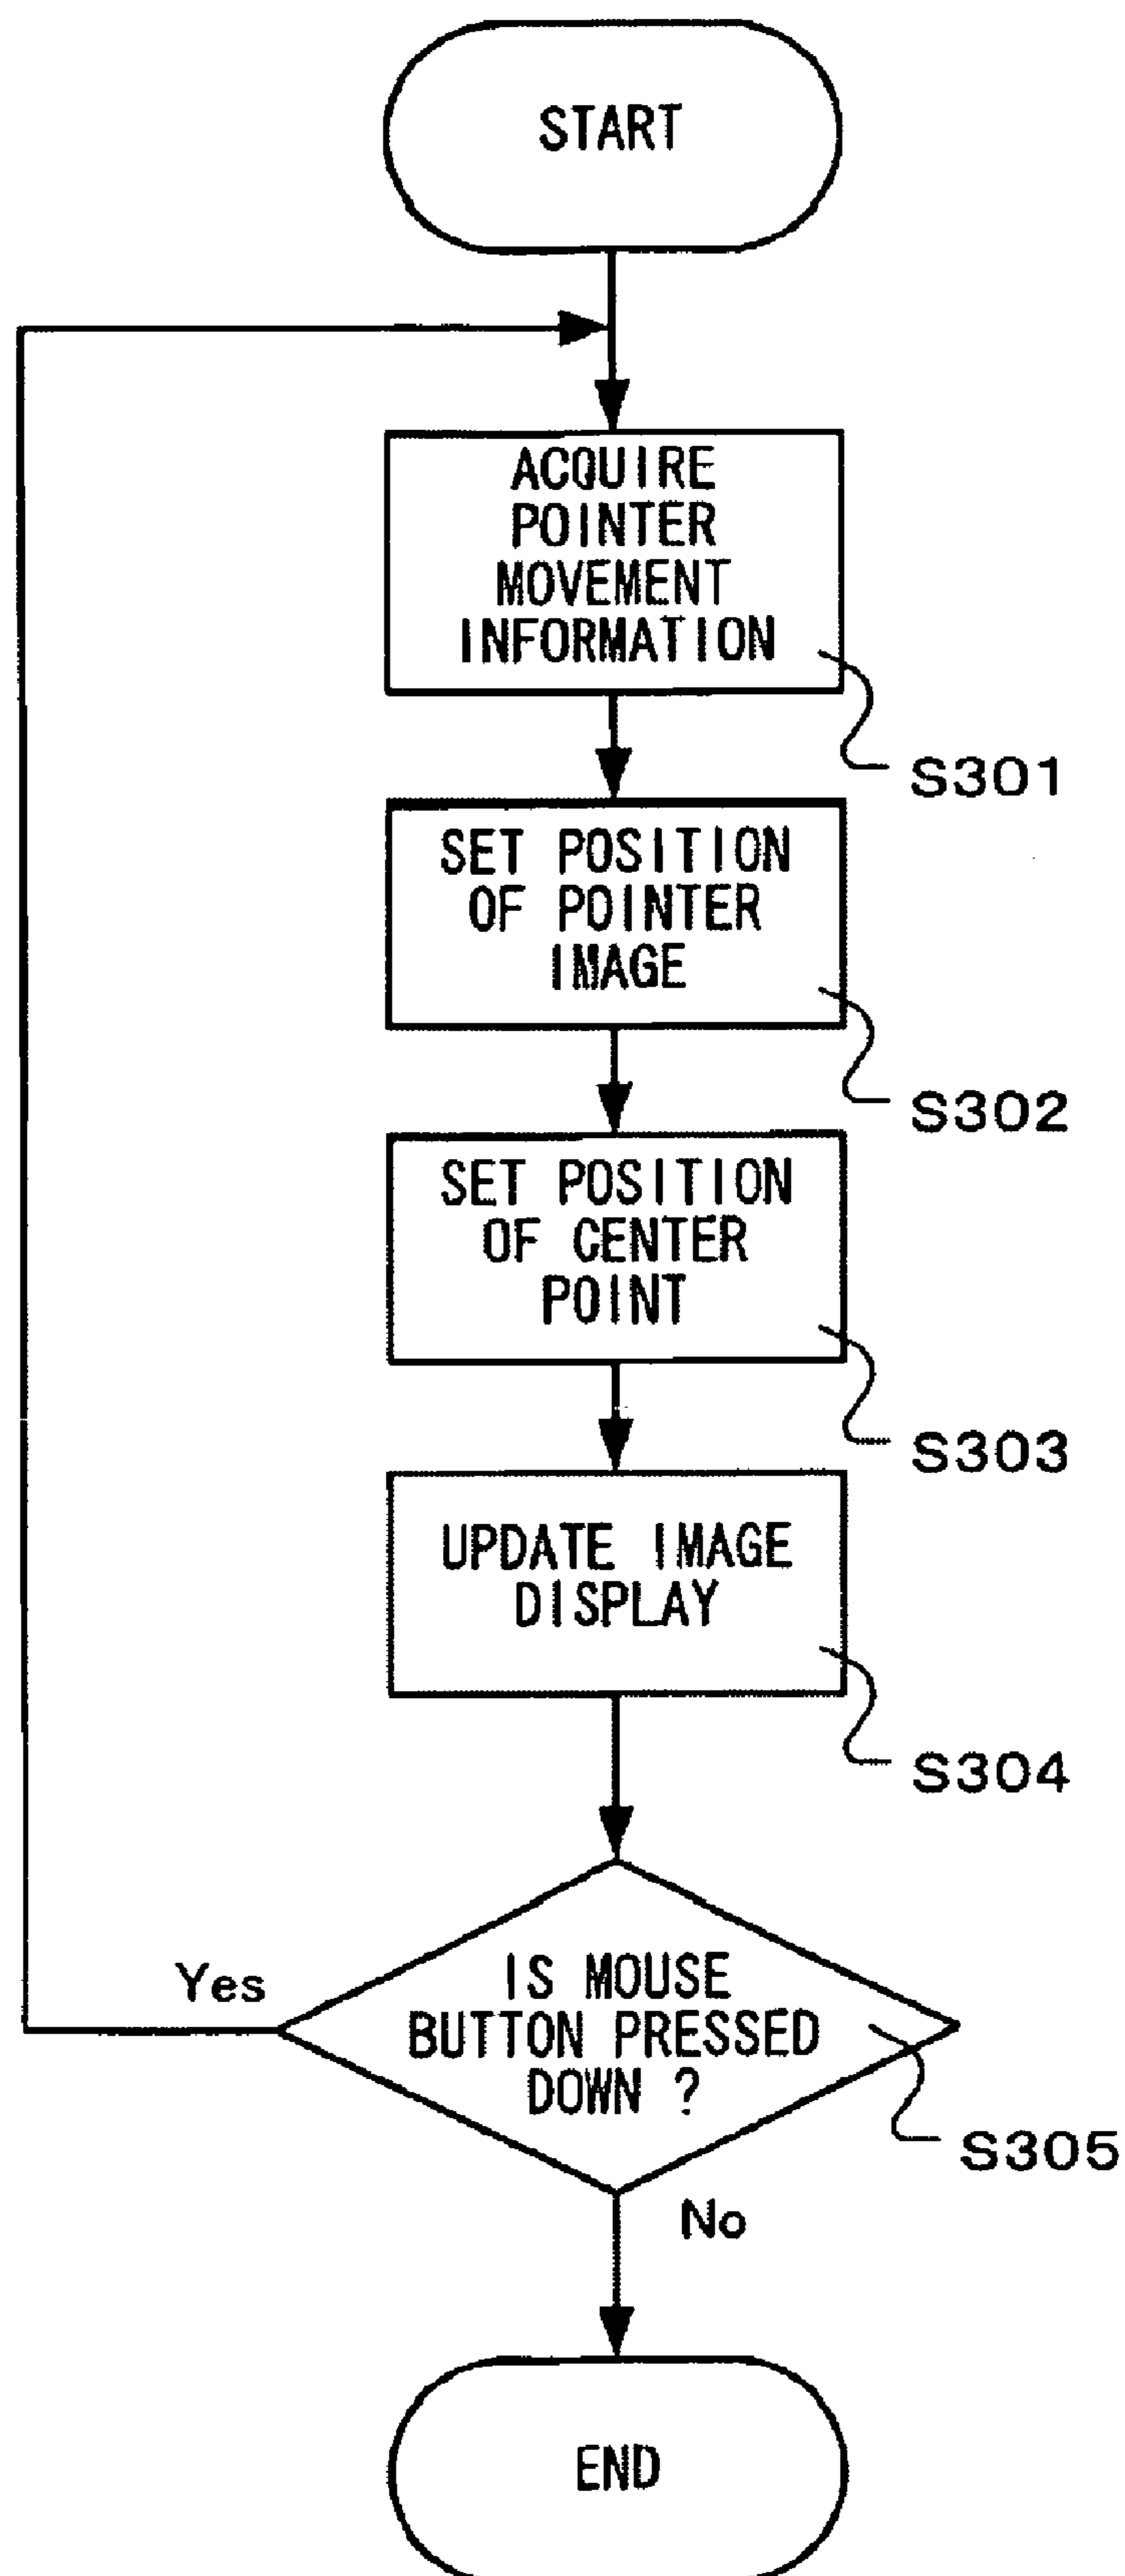 START
ACQUIRE
POINTER
MOVEMENT
INFORMATION
S301
SET POSITION
OF POINTER
IMAGE
S302
SET POSITION
OF CENTER
POINT
S303
UPDATE IMAGE
DISPLAY
S304
Yes
IS MOUSE
BUTTON PRESSED
DOWN ?
S305
No
END